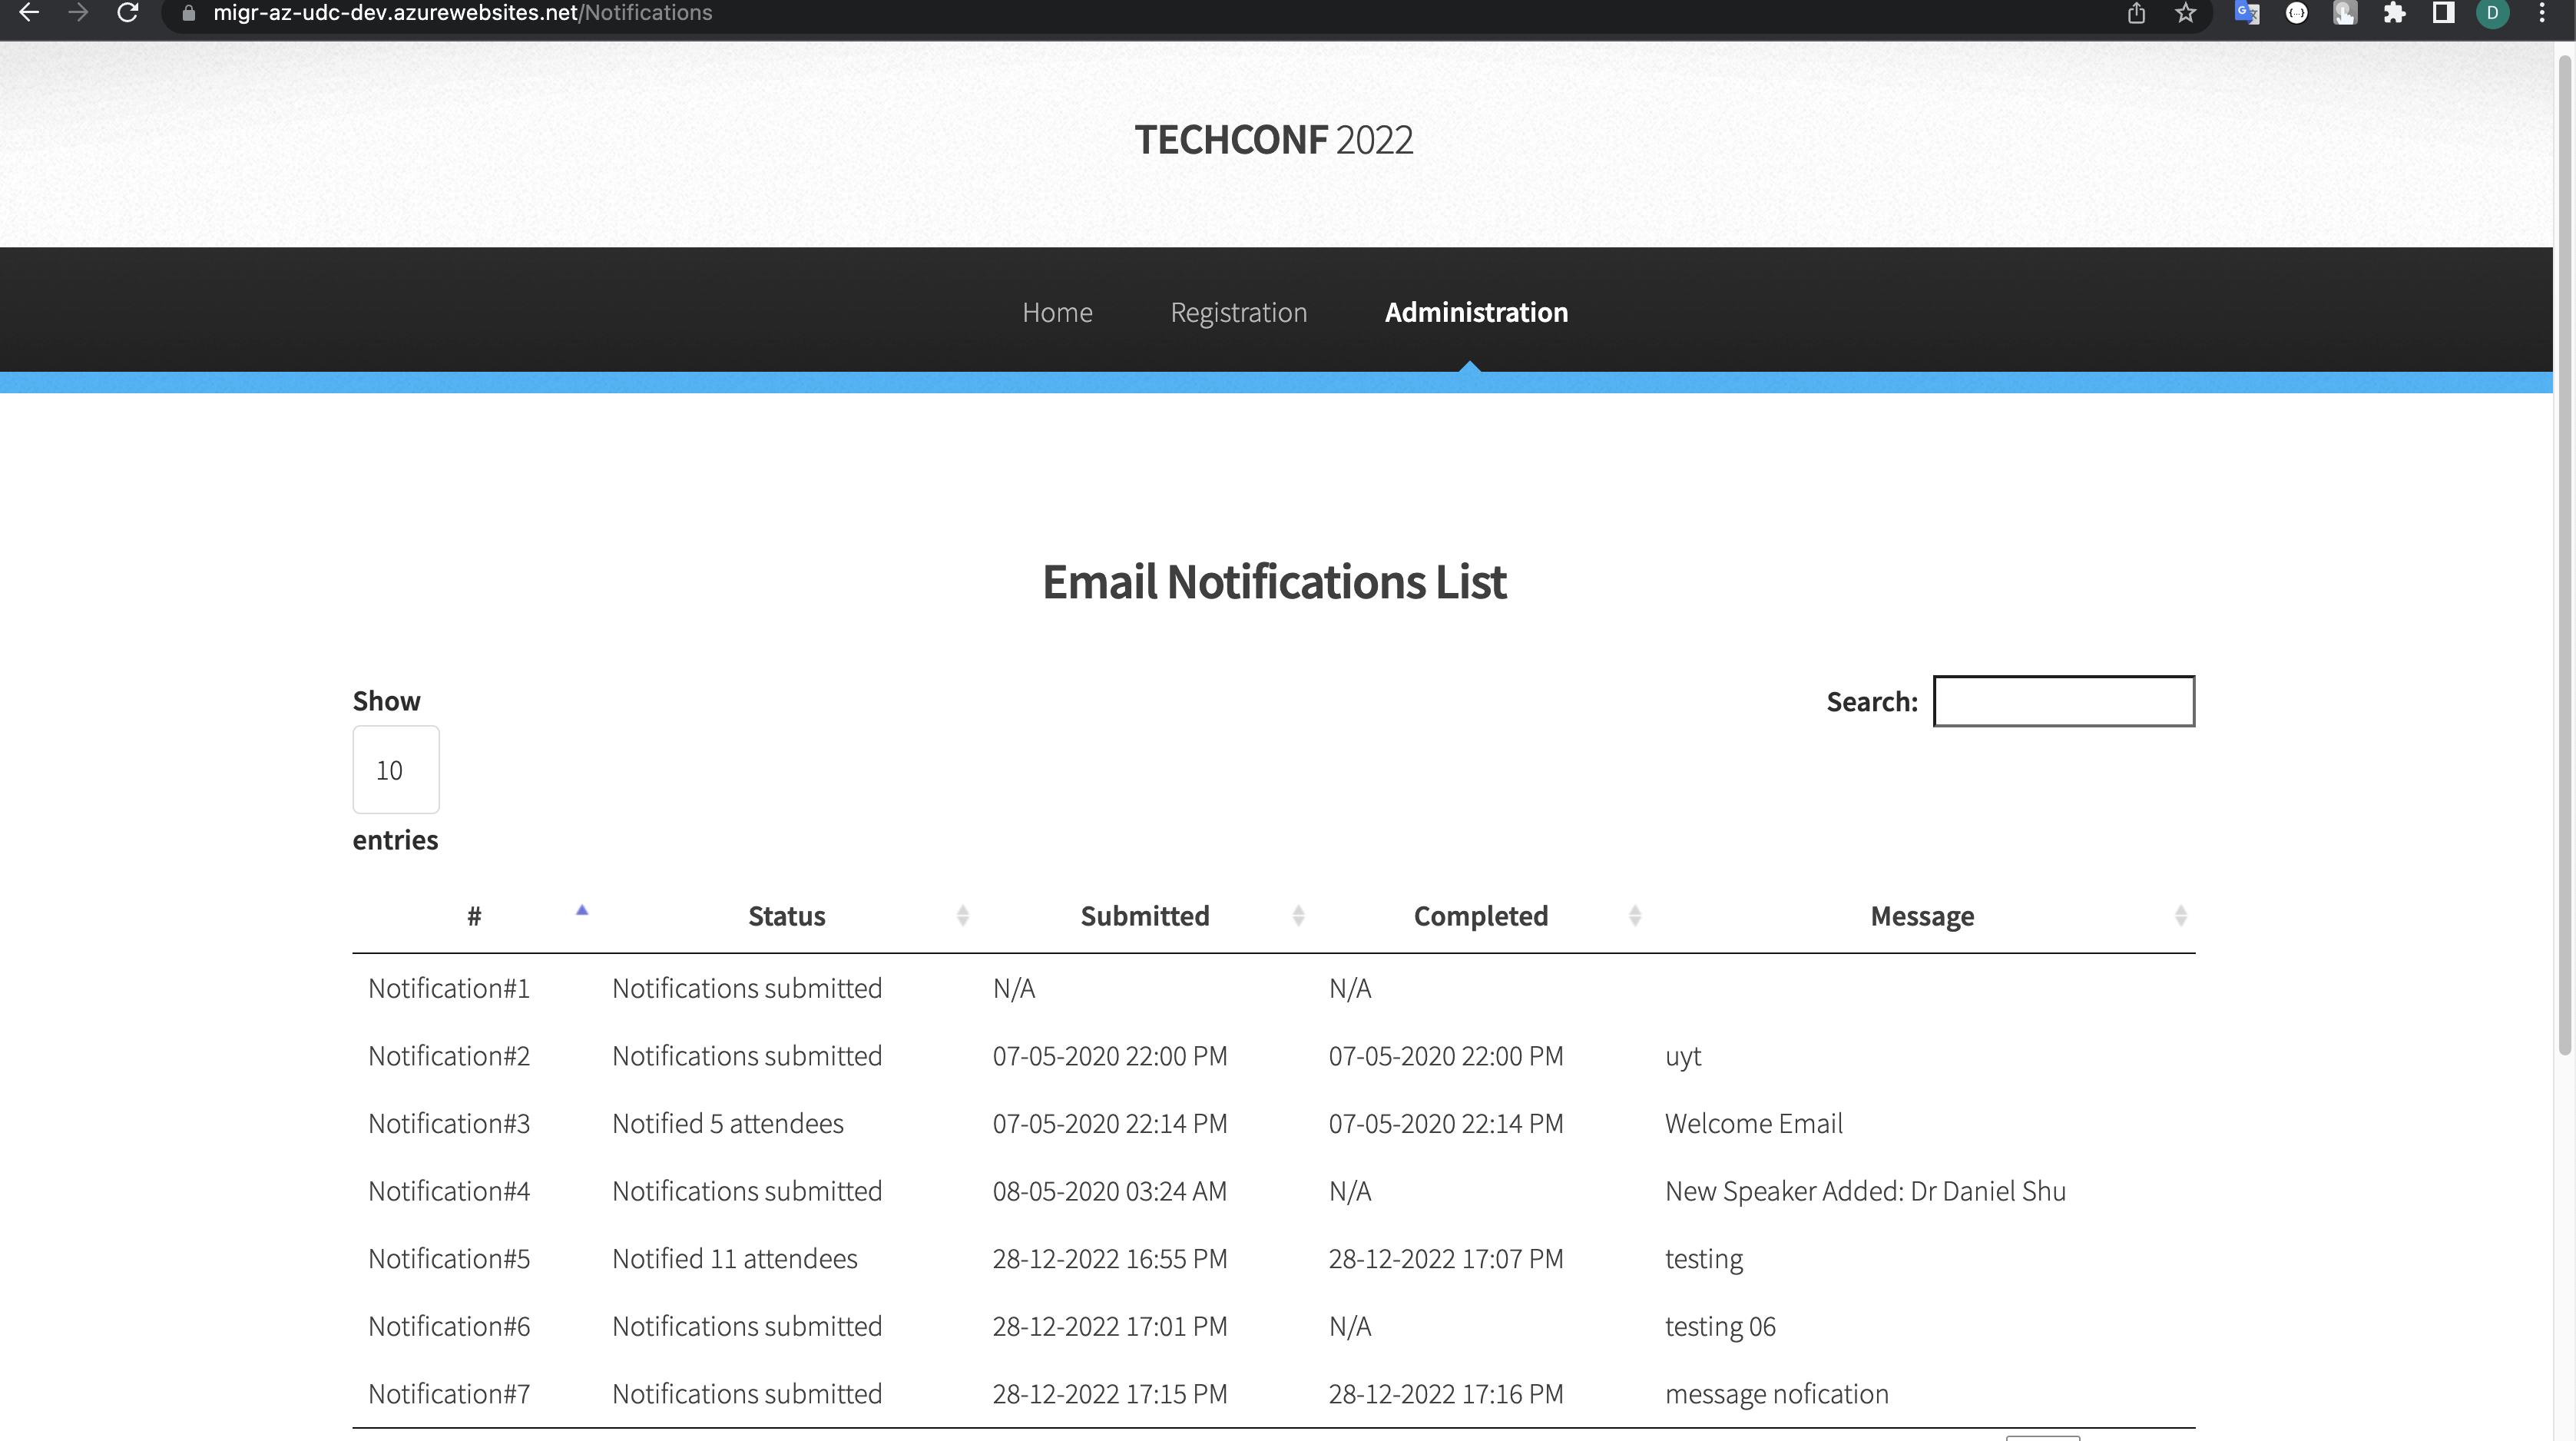 migr-az-udc-dev.azurewebsites.net/Notifications
D
TECHCONF 2022
Home Registration Administration
Email Notifications List
Show
Search:
10
entries
# Status Submitted Completed Message
Notification#1 Notifications submitted N/A N/A
Notification#2 Notifications submitted 07-05-2020 22:00 PM 07-05-2020 22:00 PM uyt
Notification#3 Notified 5 attendees 07-05-2020 22:14 PM 07-05-2020 22:14 PM Welcome Email
Notification#4 Notifications submitted 08-05-2020 03:24 AM N/A New Speaker Added: Dr Daniel Shu
Notification#5 Notified 11 attendees 28-12-2022 16:55 PM 28-12-2022 17:07 PM testing
Notification#6 Notifications submitted 28-12-2022 17:01 PM N/A testing 06
Notification#7 Notifications submitted 28-12-2022 17:15 PM 28-12-2022 17:16 PM message nofication